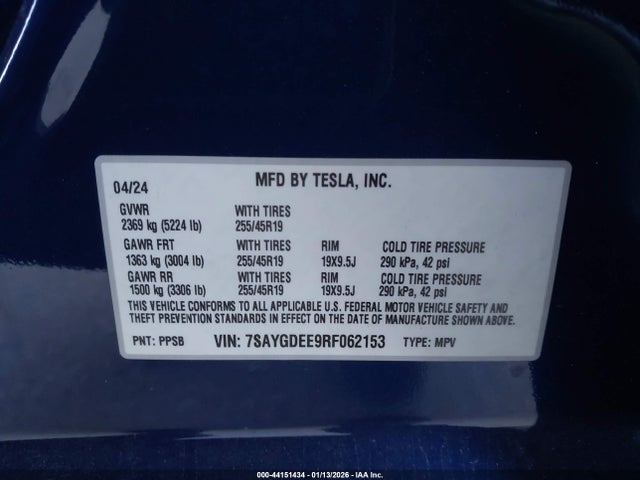 04/24 MFD BY TESLA, INC.
GVWR WITH TIRES
2369 kg (5224 lb) 255/45R19
GAWR FRT WITH TIRES RIM COLD TIRE PRESSURE
1363 kg (3004 lb) 255/45R19 19X9.5J 290 kPa, 42 psi
GAWR RR WITH TIRES RIM COLD TIRE PRESSURE
1500 kg (3306 lb) 255/45R19 19X9.5J 290 kPa, 42 psi
THIS VEHICLE CONFORMS TO ALL APPLICABLE U.S. FEDERAL MOTOR VEHICLE SAFETY AND
THEFT PREVENTION STANDARDS IN EFFECT ON THE DATE OF MANUFACTURE SHOWN ABOVE.
PNT: PPSB VIN: 7SAYGDEE9RF062153 TYPE: MPV
000-44151434 - 01/13/2026 - IAA Inc.